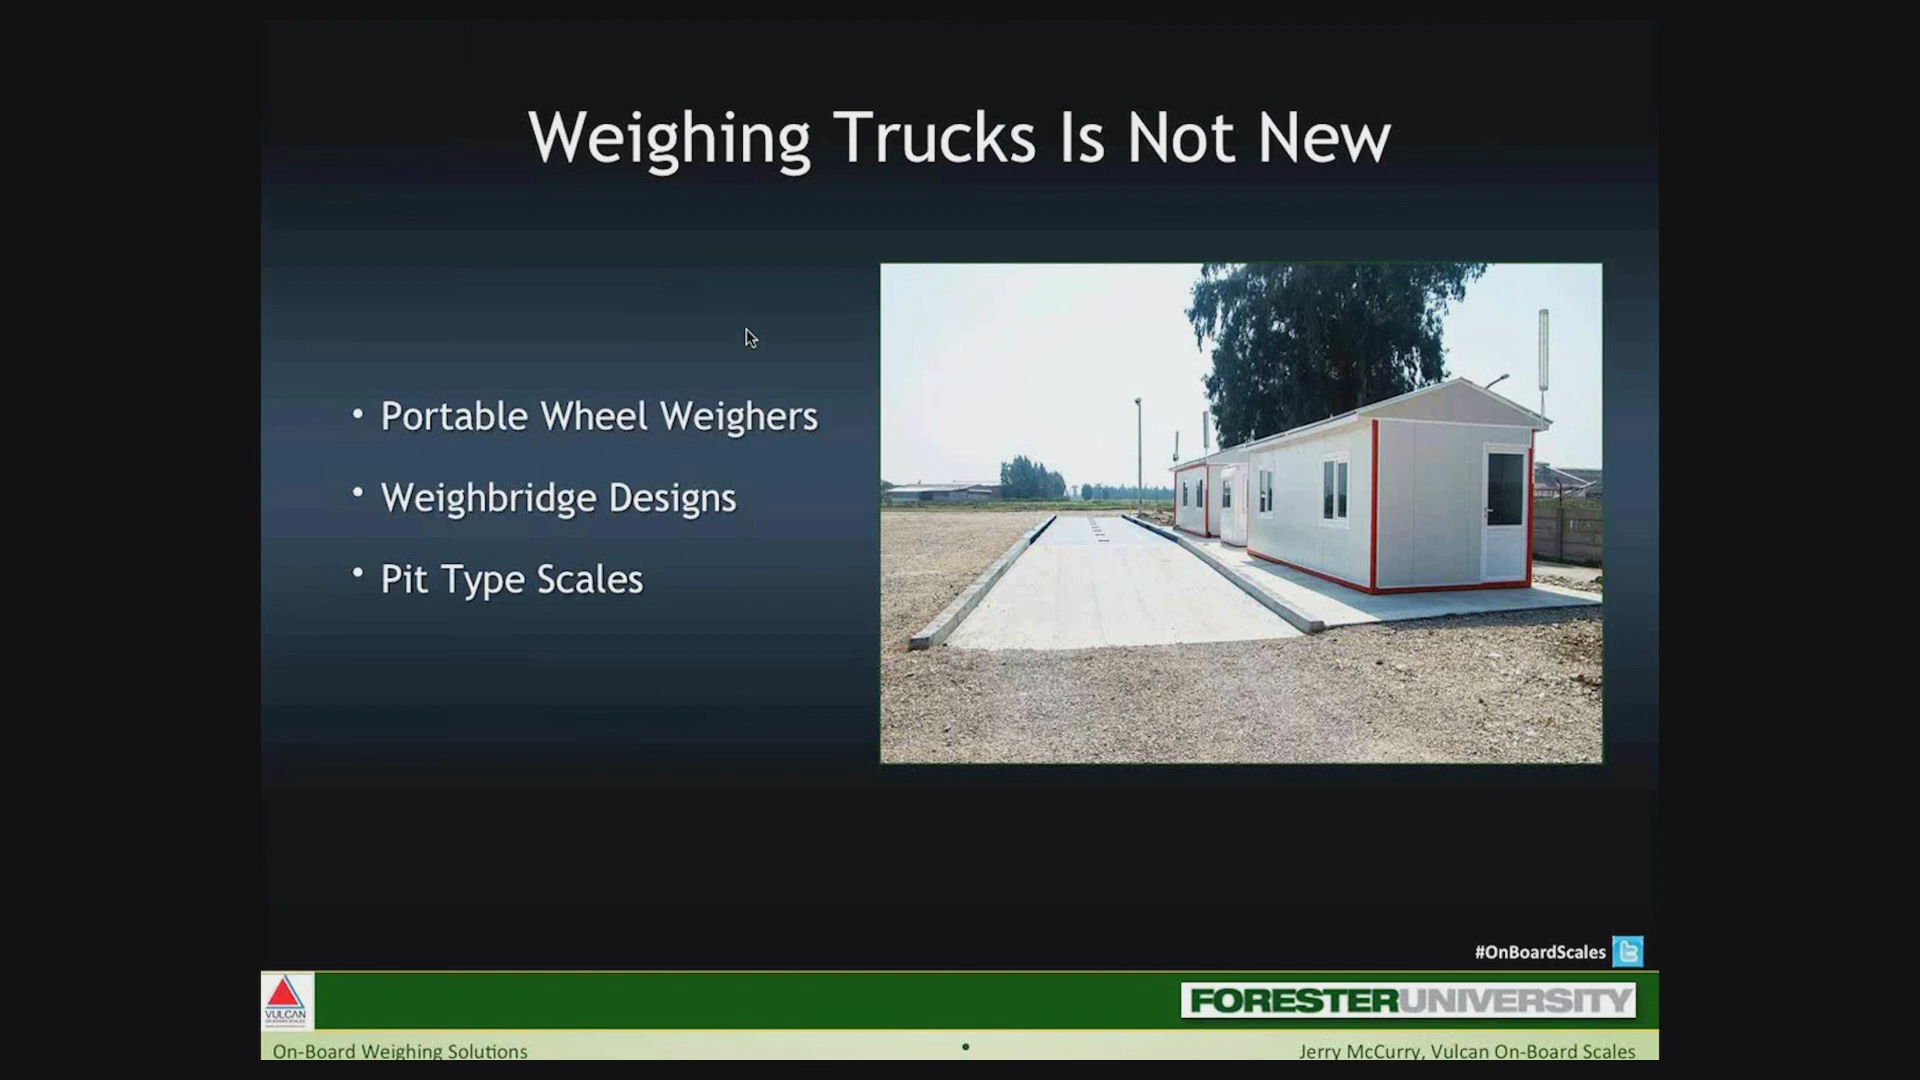 Weighing Trucks Is Not New
• Portable Wheel Weighers
• Weighbridge Designs
• Pit Type Scales
#OnBoardScales
VULCAN
FORESTERUNIVERSITY
On-Board Weighing Solutions
Jerry McCurry, Vulcan On-Board Scales